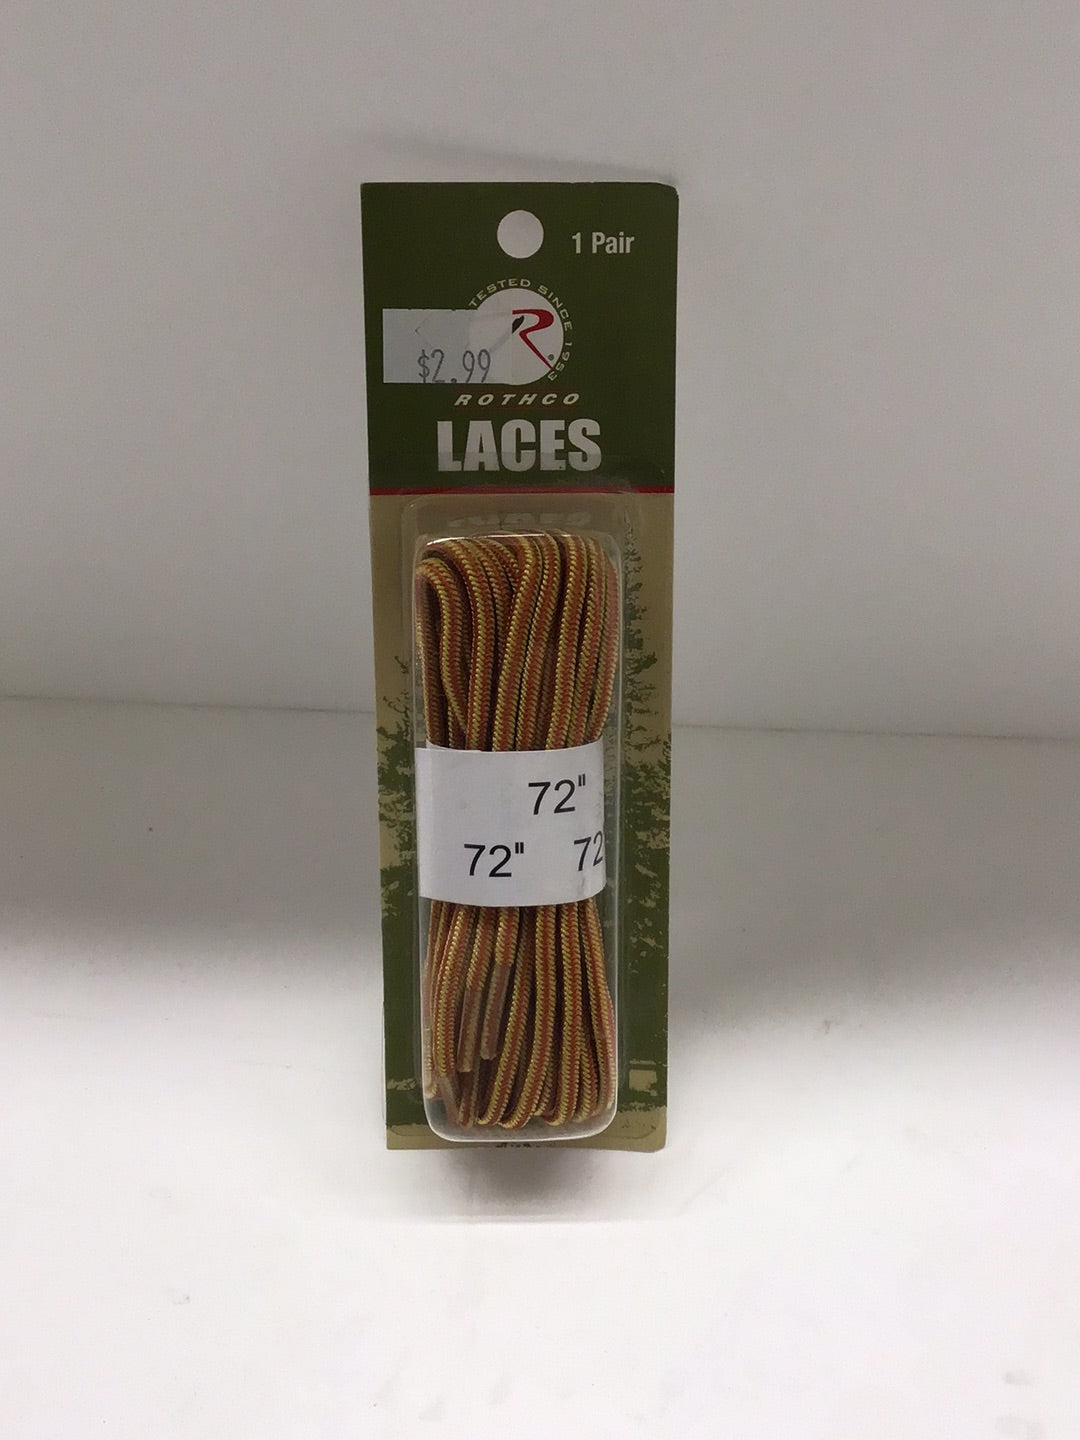 1 Pair
TESTED SINCE 1953
R
$2.99
ROTHCO
LACES
72"
72" 72